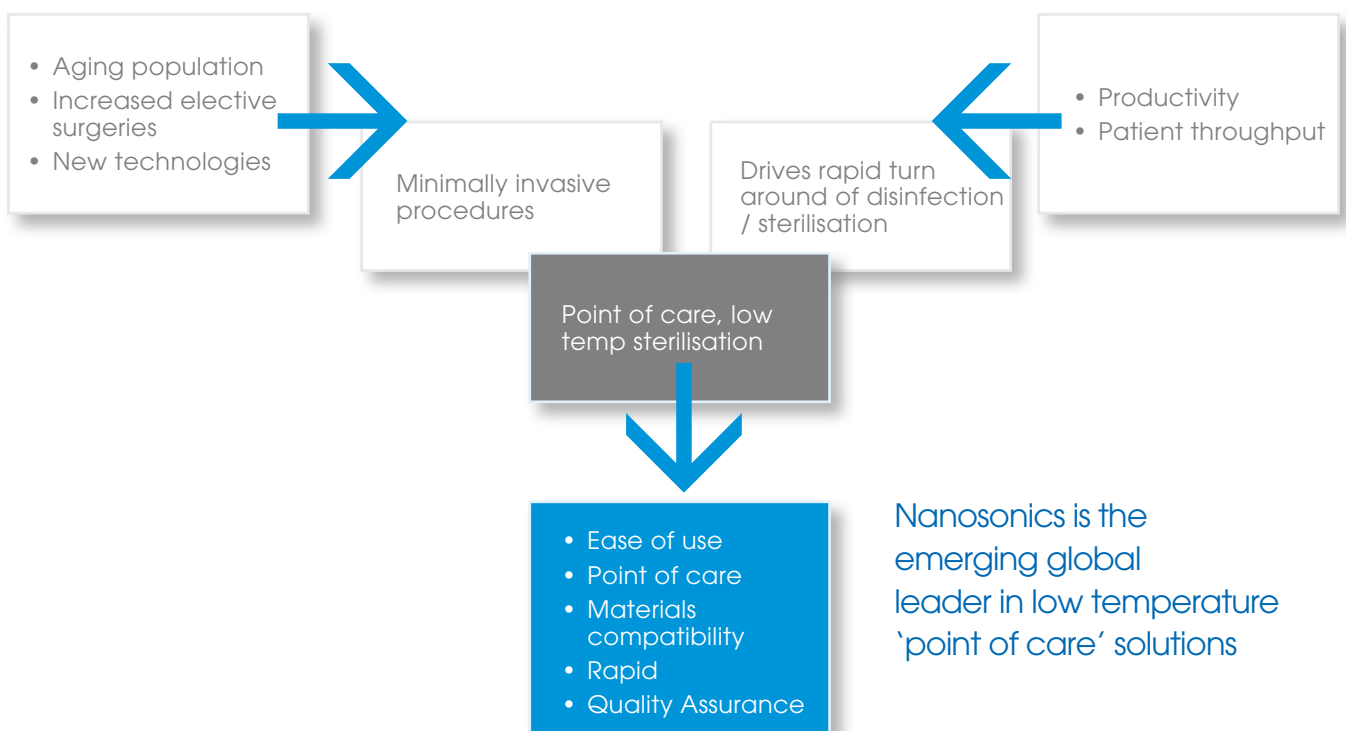 • Aging population
• Increased elective
surgeries
• New technologies
Minimally invasive
procedures
Drives rapid turn
around of disinfection
/ sterilisation
• Productivity
• Patient throughput
Point of care, low
temp sterilisation
• Ease of use
• Point of care
• Materials
compatibility
• Rapid
• Quality Assurance
Nanosonics is the
emerging global
leader in low temperature
‘point of care’ solutions